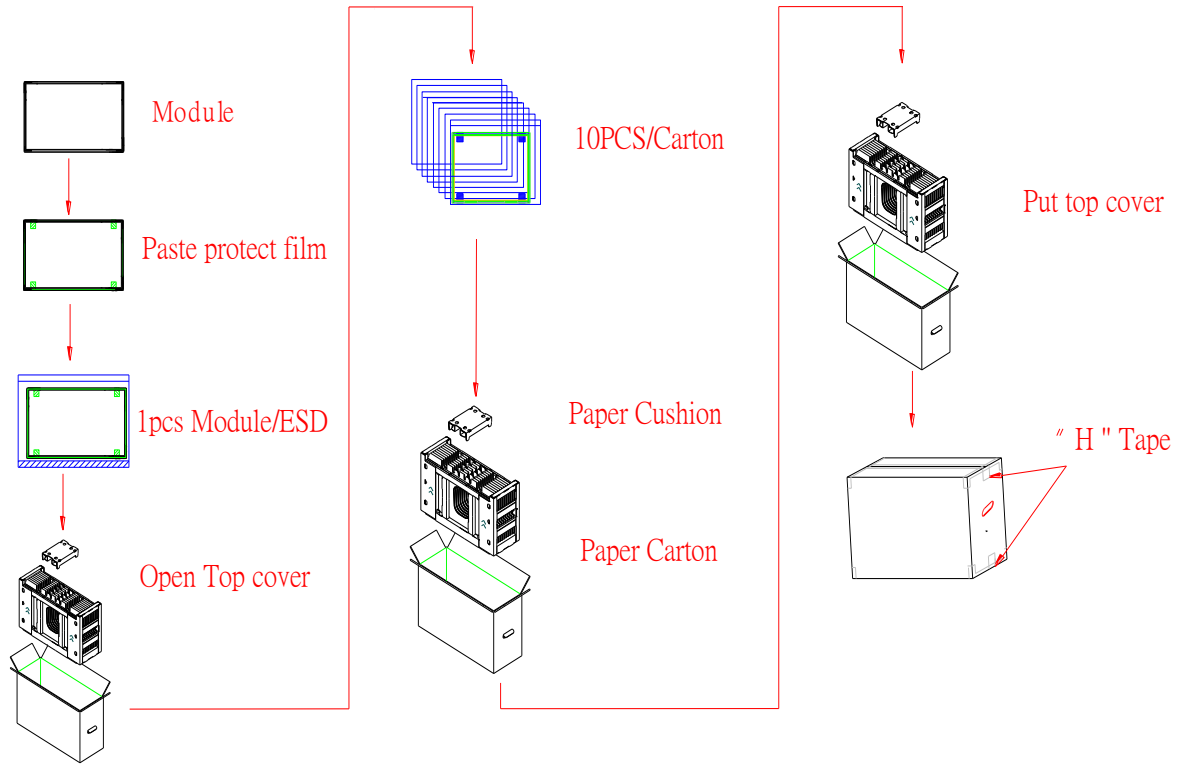 Module
Paste protect film
1pcs Module/ESD
Open Top cover
10PCS/Carton
Paper Cushion
Paper Carton
Put top cover
" H " Tape